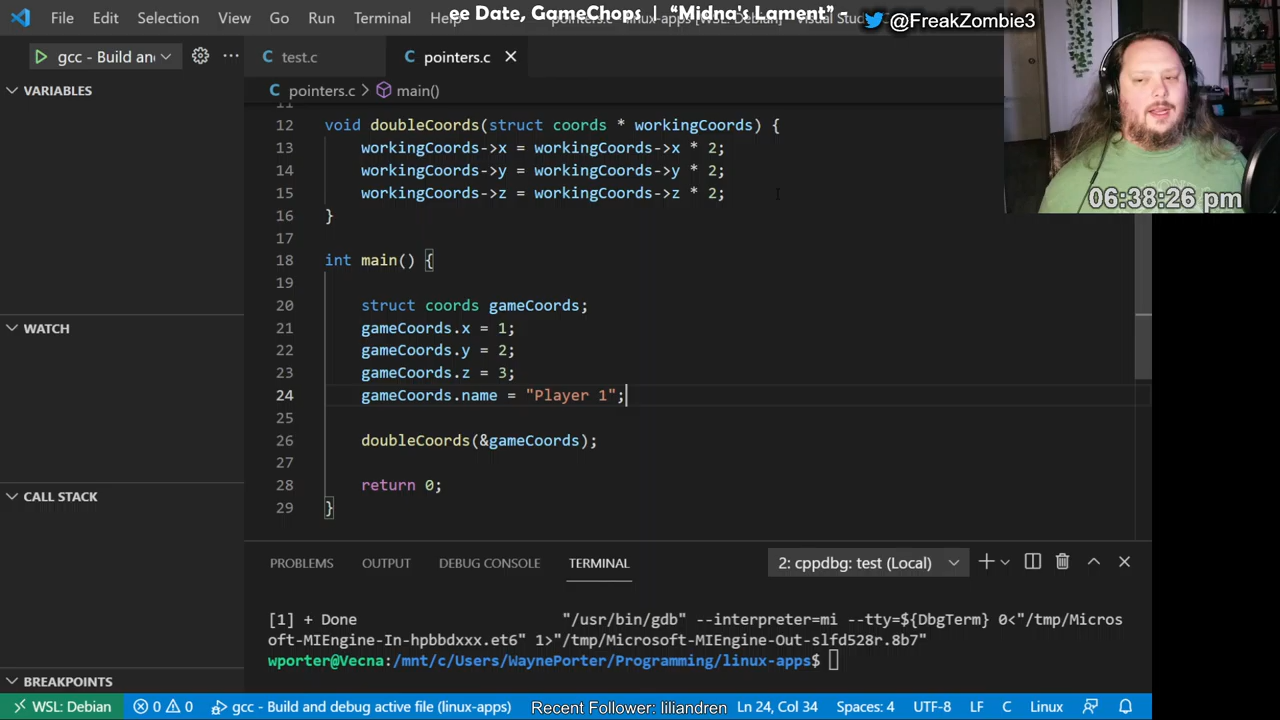 File Edit Selection View Go Run Terminal Help
ee Date, GameChops | “Midna's Lament” -
@FreakZombie3
gcc - Build an
test.c
pointers.c
VARIABLES
pointers.c > main()
11
12 void doubleCoords(struct coords * workingCoords) {
13 workingCoords->x = workingCoords->x * 2;
14 workingCoords->y = workingCoords->y * 2;
15 workingCoords->z = workingCoords->z * 2;
06:38:26 pm
16 }
17
18 int main() {
19
20 struct coords gameCoords;
21 gameCoords.x = 1;
WATCH
22 gameCoords.y = 2;
23 gameCoords.z = 3;
24 gameCoords.name = "Player 1";
25
26 doubleCoords(&gameCoords);
27
28 return 0;
CALL STACK
29 }
PROBLEMS OUTPUT DEBUG CONSOLE TERMINAL
2: cppdbg: test (Local)
[1] + Done "/usr/bin/gdb" --interpreter=mi --tty=${DbgTerm} 0<"/tmp/Micros
oft-MIEngine-In-hpbbdxxx.et6" 1>"/tmp/Microsoft-MIEngine-Out-slfd528r.8b7"
wporter@Vecna:/mnt/c/Users/WaynePorter/Programming/linux-apps$
BREAKPOINTS
WSL: Debian 0 0 gcc - Build and debug active file (linux-apps) Recent Follower: liliandren Ln 24, Col 34 Spaces: 4 UTF-8 LF C Linux